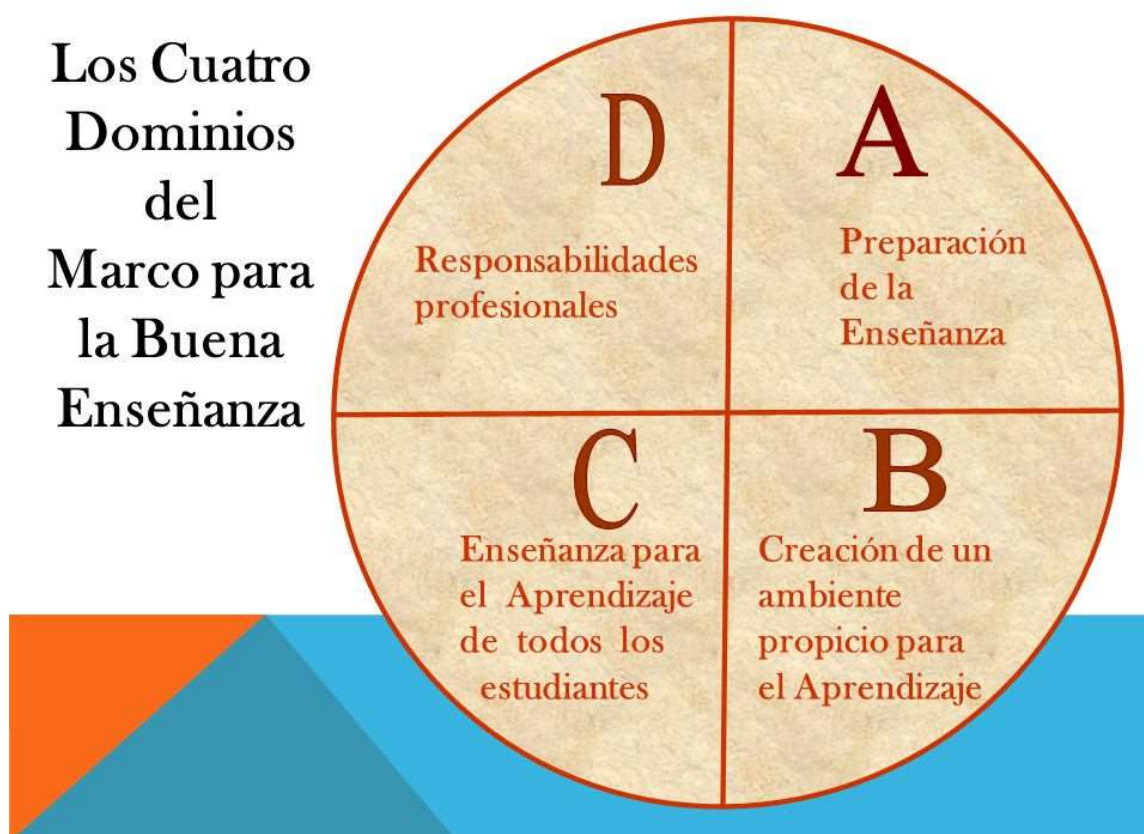 Los Cuatro
Dominios
del
Marco para
la Buena
Enseñanza
D
Responsabilidades
profesionales
A
Preparación
de la
Enseñanza
C
Enseñanza para
el Aprendizaje
de todos los
estudiantes
B
Creación de un
ambiente
propicio para
el Aprendizaje